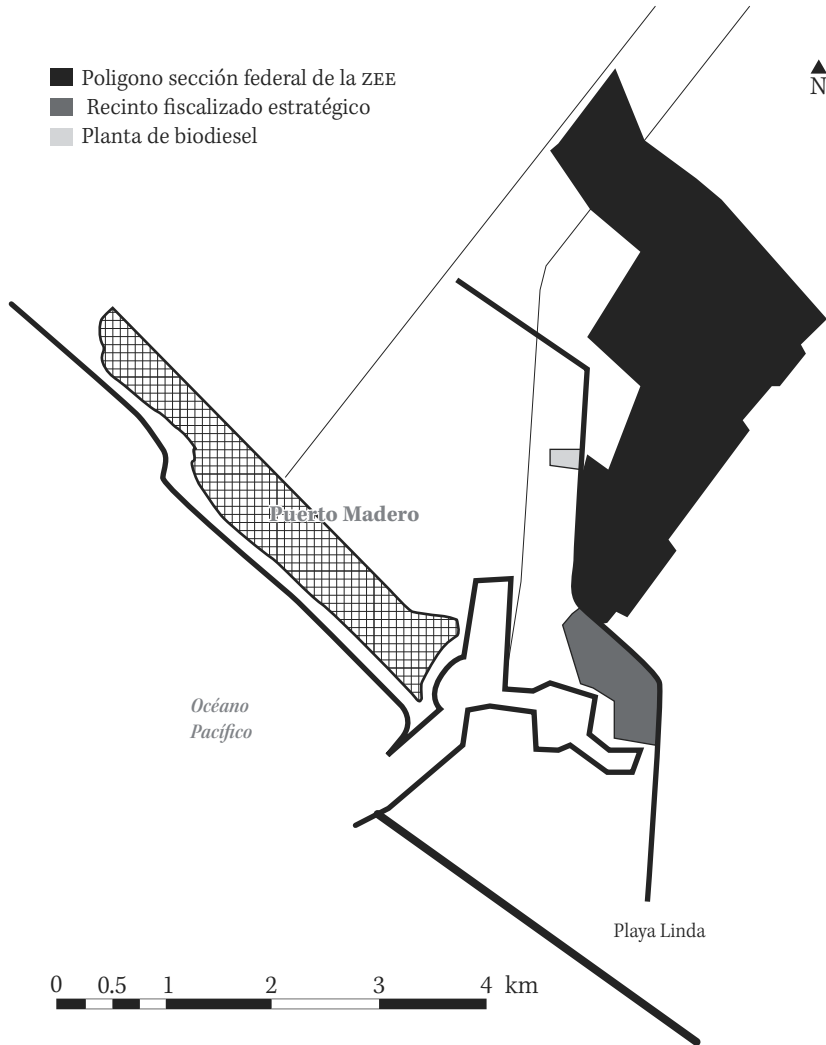 Poligono sección federal de la ZEE
Recinto fiscalizado estratégico
Planta de biodiesel
N
Puerto Madero
Océano
Pacífico
Playa Linda
0 0.5 1 2 3 4 km